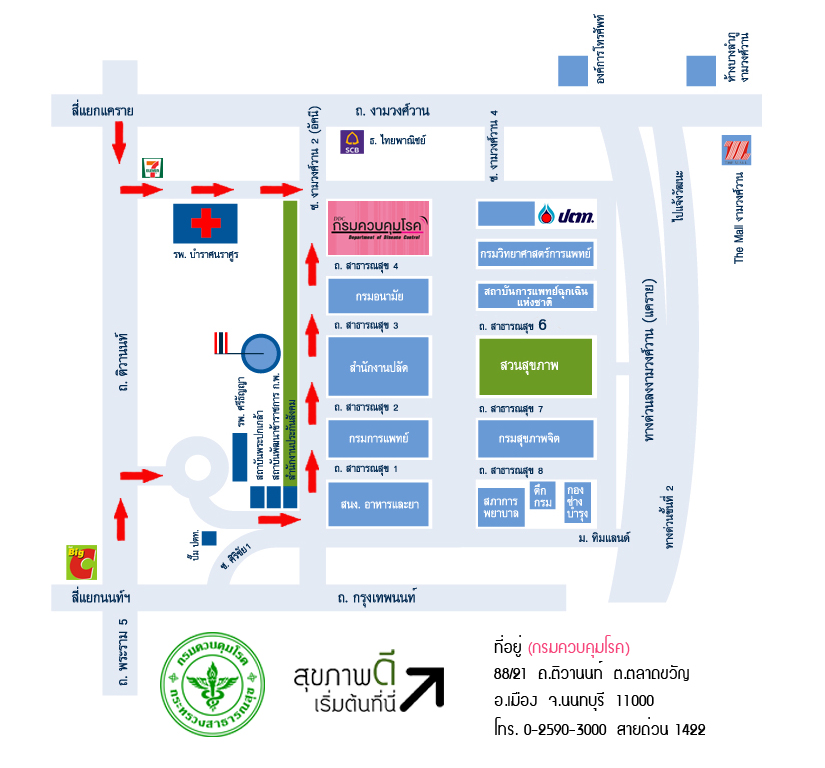 องค์การโทรศัพท์
ห้างบางลำภู
งามวงศ์วาน
สี่แยกแคราย
ถ. งามวงศ์วาน
ซ. งามวงศ์วาน 2 (อัคนี)
SCB
ธ. ไทยพาณิชย์
ซ. งามวงศ์วาน 4
The Mall งามวงศ์วาน
ไปแจ้งวัฒนะ
7
ELEVEN
รพ. บำราศนราดูร
DDC
กรมควบคุมโรค
Department of Disease Control
ปตท.
ถ. สาธารณสุข 4
กรมวิทยาศาสตร์การแพทย์
กรมอนามัย
สถาบันการแพทย์ฉุกเฉิน
แห่งชาติ
ถ. สาธารณสุข 3
ถ. สาธารณสุข 6
ถ. ติวานนท์
สำนักงานปลัด
สวนสุขภาพ
ทางด่วนลงงามวงศ์วาน (แคราย)
ถ. สาธารณสุข 2
ถ. สาธารณสุข 7
รพ. ศรีธัญญา
สถาบันพระปกเกล้า
สถาบันพัฒนาข้าราชการ ก.พ.
สำนักงานประกันสังคม
กรมการแพทย์
กรมสุขภาพจิต
ถ. สาธารณสุข 1
ถ. สาธารณสุข 8
สนง. อาหารและยา
สภาการ
พยาบาล
ตึก
กรม
กอง
ช่าง
บำรุง
ทางด่วนขั้นที่ 2
ปั๊ม ปตท.
ซ. ศิริชัย1
ม. ทิมแลนด์
Big
C
สี่แยกนนท์ฯ
ถ. กรุงเทพนนท์
ถ. พระราม 5
กรมควบคุมโรค
กระทรวงสาธารณสุข
สุขภาพดี
เริ่มต้นที่นี่
ที่อยู่ (กรมควบคุมโรค)
88/21 ถ.ติวานนท์ ต.ตลาดขวัญ
อ.เมือง จ.นนทบุรี 11000
โทร. 0-2590-3000 สายด่วน 1422